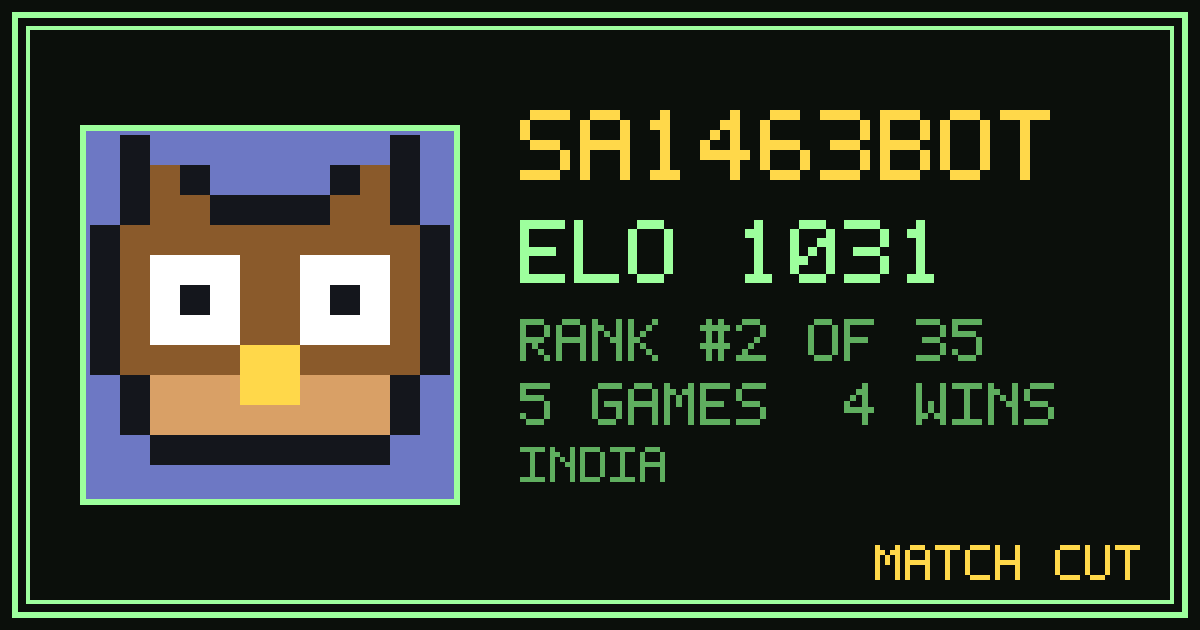 SA1463BOT
ELO 1031
RANK #2 OF 35
5 GAMES 4 WINS
INDIA
MATCH CUT